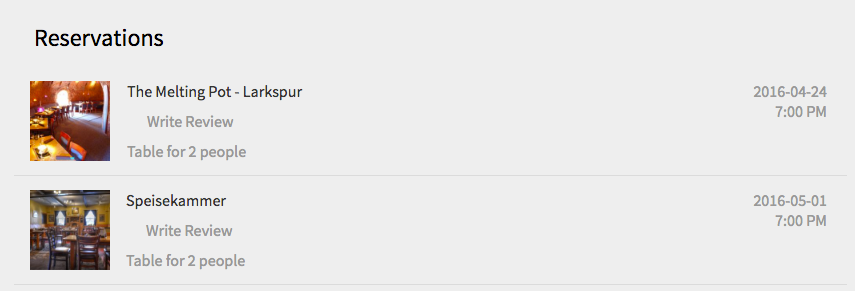 Reservations
The Melting Pot - Larkspur
2016-04-24
Write Review
7:00 PM
Table for 2 people
Speisekammer
2016-05-01
Write Review
7:00 PM
Table for 2 people